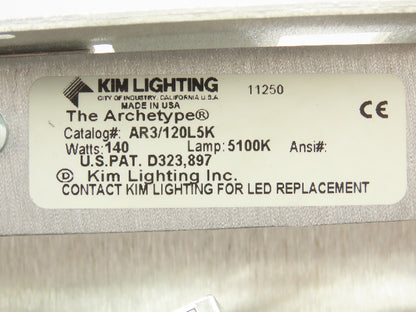 KIM LIGHTING 11250
CITY OF INDUSTRY, CALIFORNIA U.S.A.
MADE IN USA
The Archetype® CE
Catalog#: AR3/120L5K
Watts: 140 Lamp: 5100K Ansi#:
U.S.PAT. D323,897
Ⓓ Kim Lighting Inc.
CONTACT KIM LIGHTING FOR LED REPLACEMENT